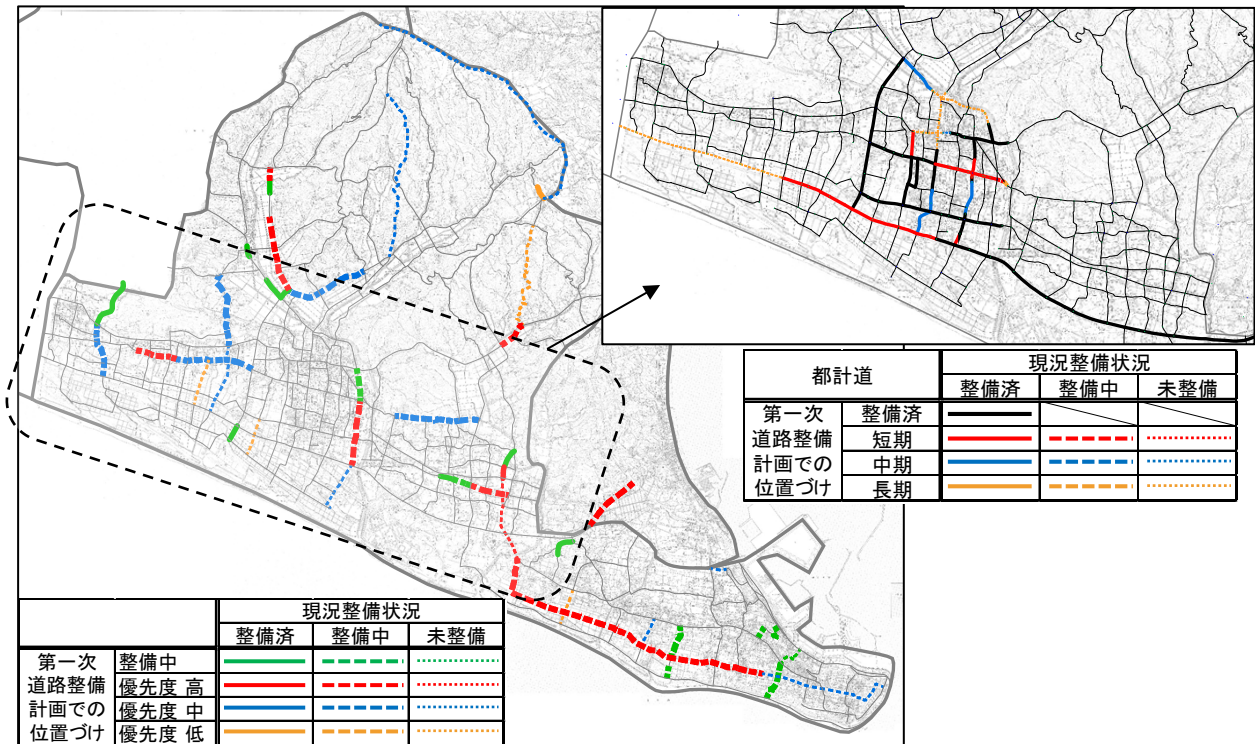 都計道
現況整備状況
整備済 整備中 未整備
第一次
道路整備
計画での
位置づけ
整備済
短期
中期
長期
現況整備状況
整備済 整備中 未整備
第一次
道路整備
計画での
位置づけ
整備中
優先度 高
優先度 中
優先度 低